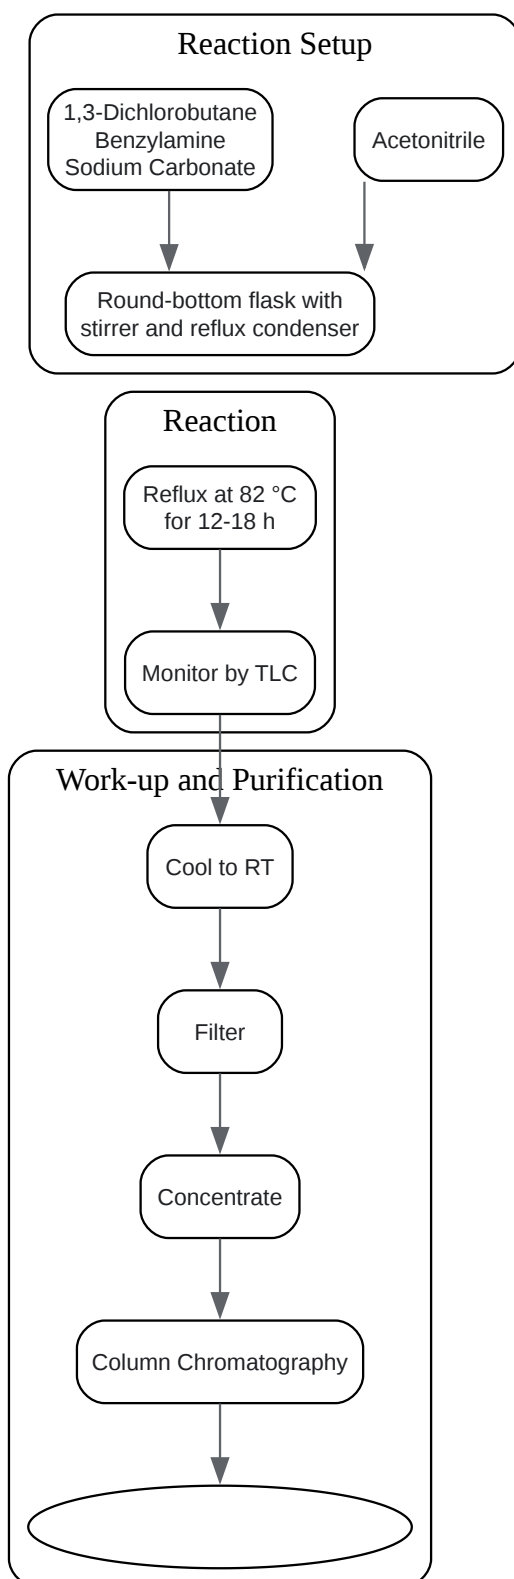 Reaction Setup
1,3-Dichlorobutane
Benzylamine
Sodium Carbonate
Acetonitrile
Round-bottom flask with
stirrer and reflux condenser
Reaction
Reflux at 82 °C
for 12-18 h
Monitor by TLC
Work-up and Purification
Cool to RT
Filter
Concentrate
Column Chromatography